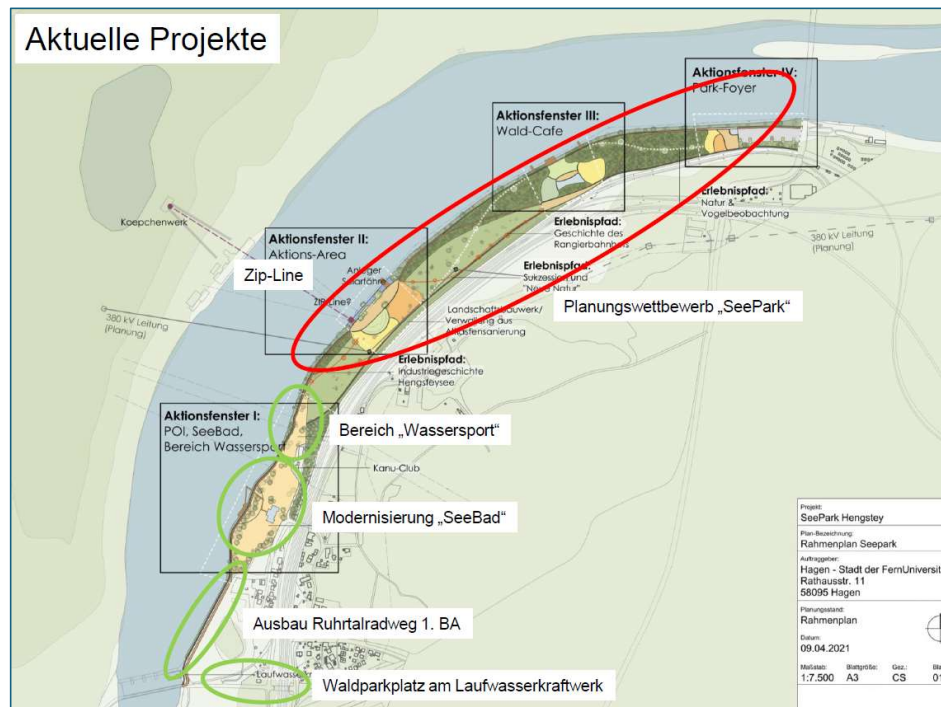 Aktuelle Projekte
Aktionsfenster IV:
Park-Foyer
Aktionsfenster III:
Wald-Cafe
Koepchenwerk
Aktionsfenster II:
Aktions-Area
Zip-Line
Anleger
Solarfähre
ZIP-Line?
380 kV Leitung
(Planung)
Erlebnispfad:
Natur &
Vogelbeobachtung
Erlebnispfad:
Geschichte des
Rangierbahnhofs
380 kV Leitung
(Planung)
Erlebnispfad:
Sukzession und
"Neue Natur"
Planungswettbewerb „SeePark“
Landschaftsbauwerk/
Verwallung aus
Altlastensanierung
Erlebnispfad:
Industriegeschichte
Hengsteysee
Aktionsfenster I:
POI, SeeBad,
Bereich Wassersport
Bereich „Wassersport“
Kanu-Club
Modernisierung „SeeBad“
Ausbau Ruhrtalradweg 1. BA
Waldparkplatz am Laufwasserkraftwerk
Projekt:
SeePark Hengstey
Plan-Bezeichnung:
Rahmenplan Seepark
Auftraggeber:
Hagen - Stadt der FernUniversit
Rathausstr. 11
58095 Hagen
Planungsstand:
Rahmenplan
Datum:
09.04.2021
Maßstab: Blattgröße: Gez.:
1:7.500 A3 CS 01